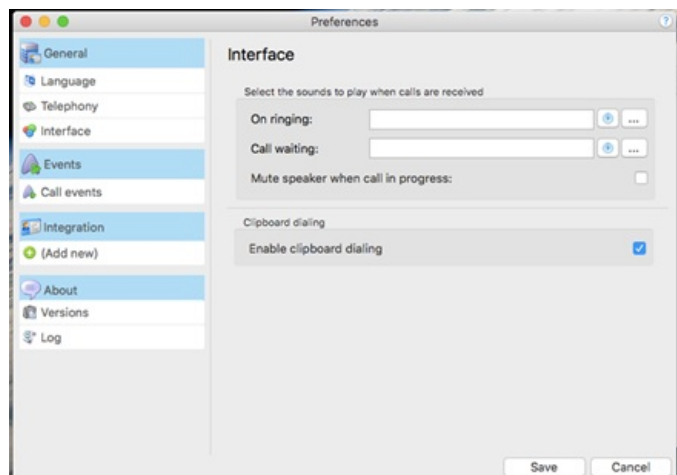 Preferences
?
General
Language
Telephony
Interface
Events
Call events
Integration
(Add new)
About
Versions
Log
Interface
Select the sounds to play when calls are received
On ringing:
...
Call waiting:
...
Mute speaker when call in progress:
Clipboard dialing
Enable clipboard dialing
Save
Cancel